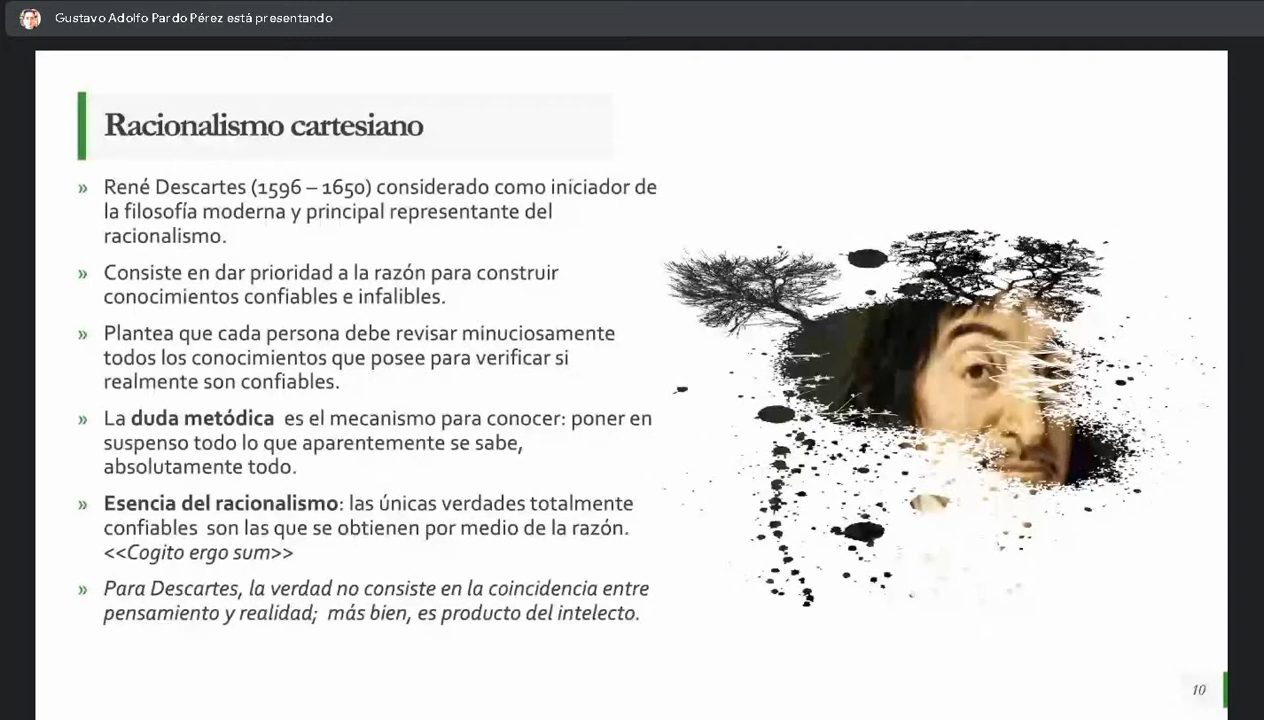 Gustavo Adolfo Pardo Pérez está presentando
Racionalismo cartesiano
» René Descartes (1596 – 1650) considerado como iniciador de
la filosofía moderna y principal representante del
racionalismo.
» Consiste en dar prioridad a la razón para construir
conocimientos confiables e infalibles.
» Plantea que cada persona debe revisar minuciosamente
todos los conocimientos que posee para verificar si
realmente son confiables.
» La duda metódica es el mecanismo para conocer: poner en
suspenso todo lo que aparentemente se sabe,
absolutamente todo.
» Esencia del racionalismo: las únicas verdades totalmente
confiables son las que se obtienen por medio de la razón.
<<Cogito ergo sum>>
» Para Descartes, la verdad no consiste en la coincidencia entre
pensamiento y realidad; más bien, es producto del intelecto.
10